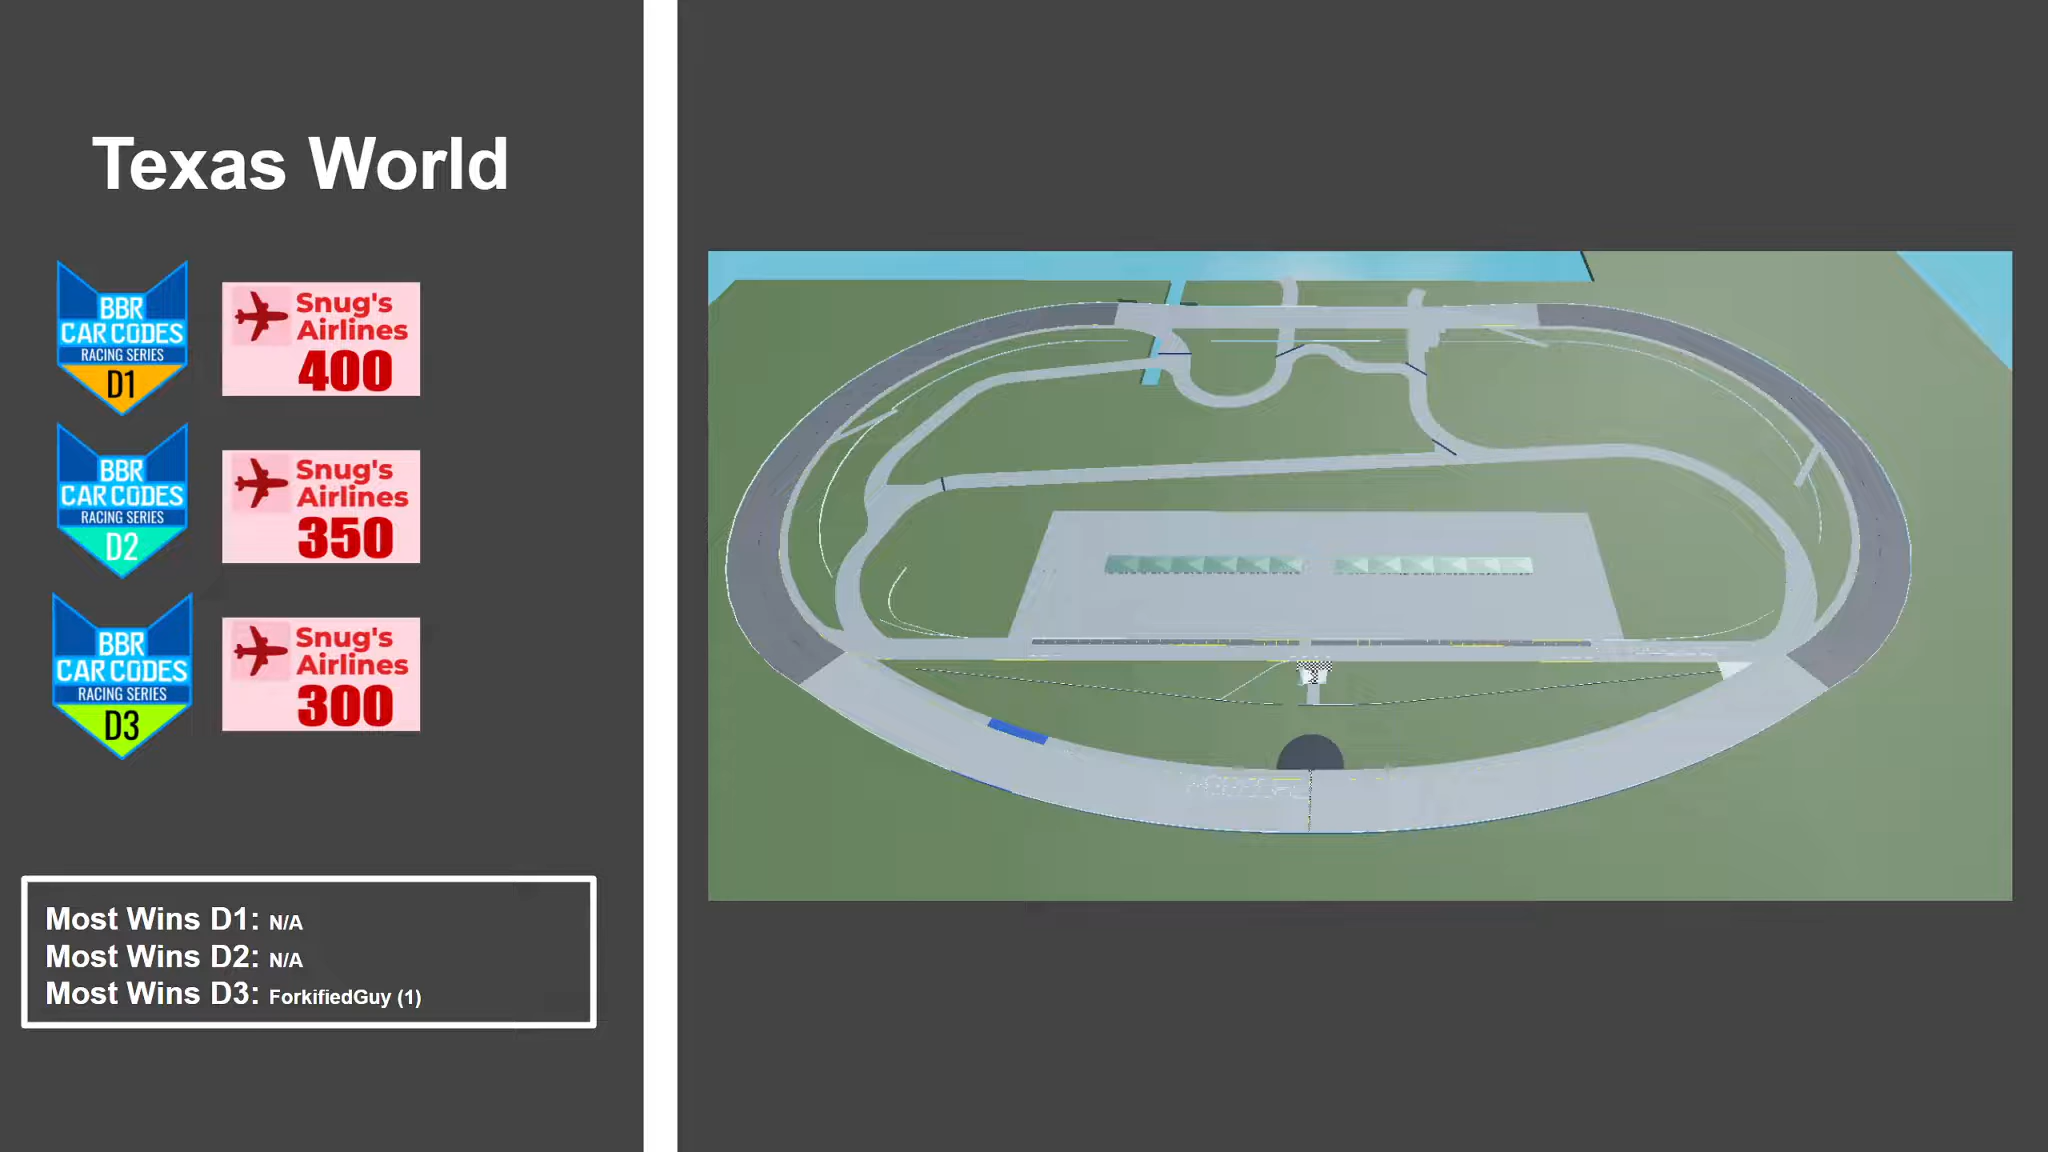 Texas World
BBR
CAR CODES
RACING SERIES
D1
Snug's
Airlines
400
BBR
CAR CODES
RACING SERIES
D2
Snug's
Airlines
350
BBR
CAR CODES
RACING SERIES
D3
Snug's
Airlines
300
Most Wins D1: N/A
Most Wins D2: N/A
Most Wins D3: ForkifiedGuy (1)